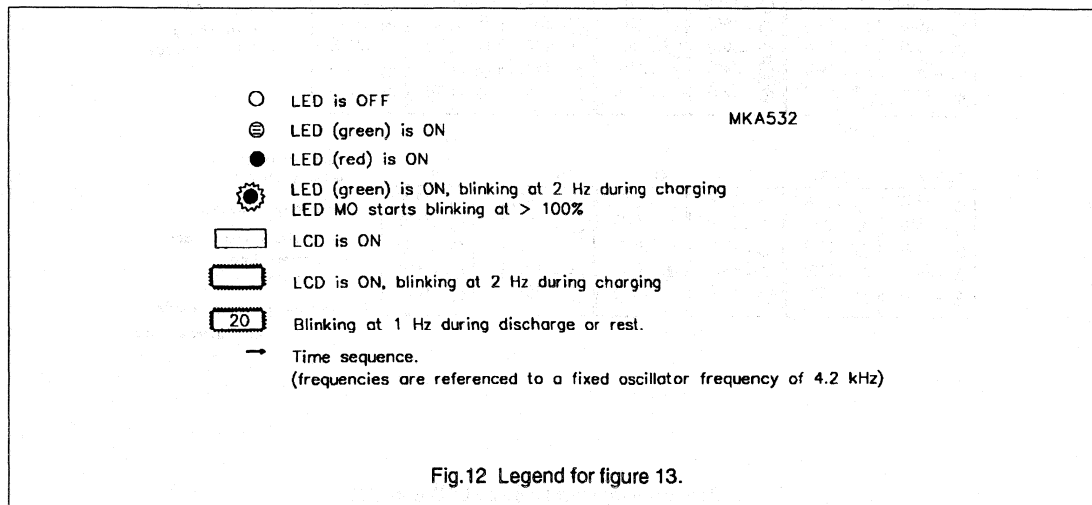 LED is OFF
MKA532
LED (green) is ON
LED (red) is ON
LED (green) is ON, blinking at 2 Hz during charging
LED MO starts blinking at > 100%
LCD is ON
LCD is ON, blinking at 2 Hz during charging
20 Blinking at 1 Hz during discharge or rest.
Time sequence.
(frequencies are referenced to a fixed oscillator frequency of 4.2 kHz)
Fig.12 Legend for figure 13.